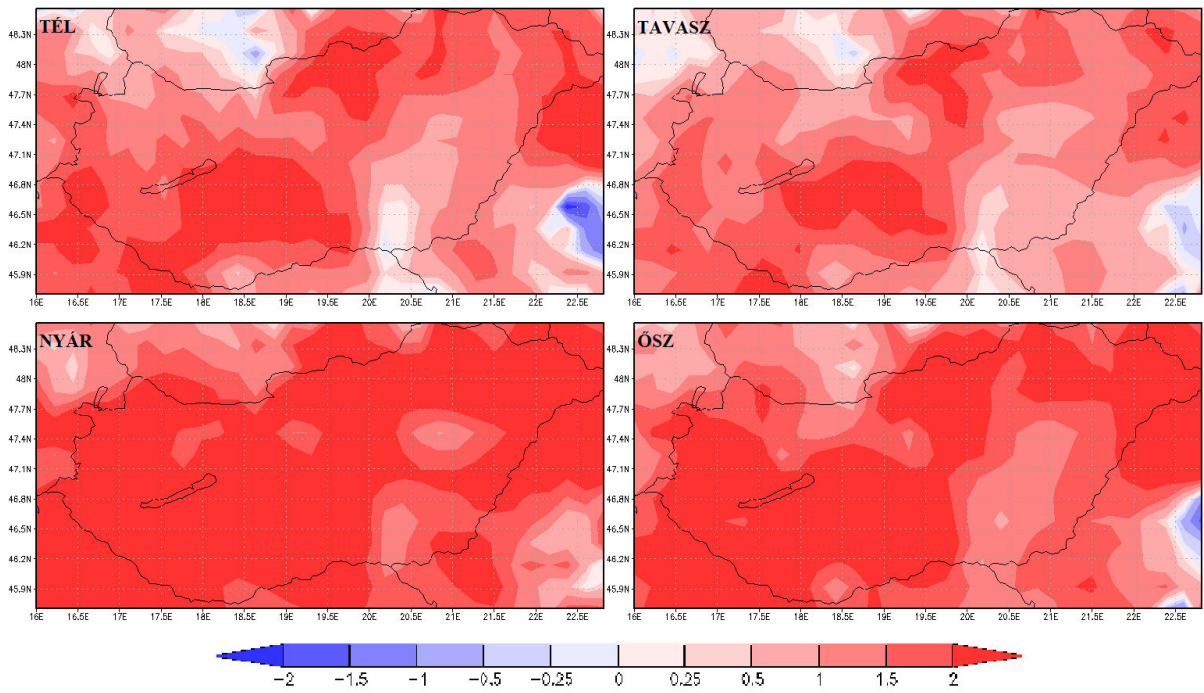 TÉL
48.3N
48N
47.7N
47.4N
47.1N
46.8N
46.5N
46.2N
45.9N
16E 16.5E 17E 17.5E 18E 18.5E 19E 19.5E 20E 20.5E 21E 21.5E 22E 22.5E
TAVASZ
48.3N
48N
47.7N
47.4N
47.1N
46.8N
46.5N
46.2N
45.9N
16E 16.5E 17E 17.5E 18E 18.5E 19E 19.5E 20E 20.5E 21E 21.5E 22E 22.5E
NYÁR
48.3N
48N
47.7N
47.4N
47.1N
46.8N
46.5N
46.2N
45.9N
16E 16.5E 17E 17.5E 18E 18.5E 19E 19.5E 20E 20.5E 21E 21.5E 22E 22.5E
ŐSZ
48.3N
48N
47.7N
47.4N
47.1N
46.8N
46.5N
46.2N
45.9N
16E 16.5E 17E 17.5E 18E 18.5E 19E 19.5E 20E 20.5E 21E 21.5E 22E 22.5E
−2 −1.5 −1 −0.5 −0.25 0 0.25 0.5 1 1.5 2